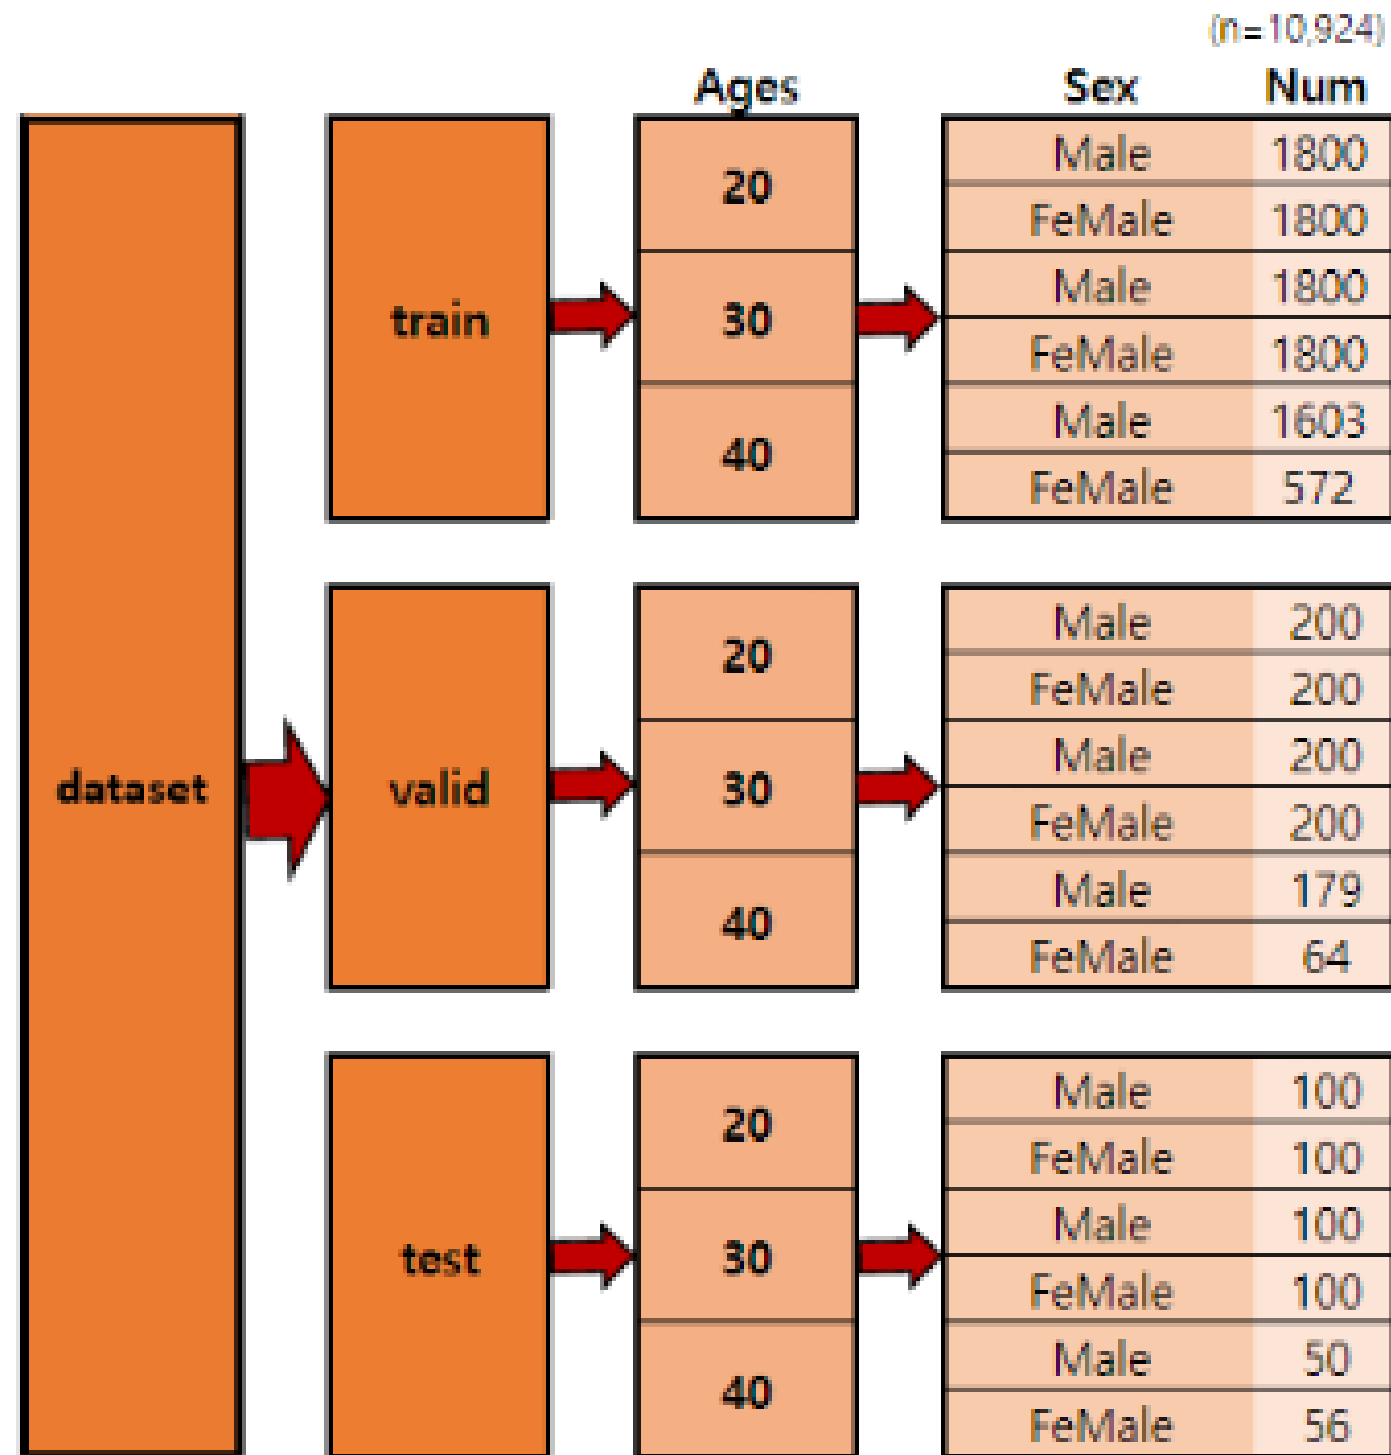 (n=10,924)
Ages Sex Num
dataset
train
20
Male 1800
FeMale 1800
30
Male 1800
FeMale 1800
40
Male 1603
FeMale 572
valid
20
Male 200
FeMale 200
30
Male 200
FeMale 200
40
Male 179
FeMale 64
test
20
Male 100
FeMale 100
30
Male 100
FeMale 100
40
Male 50
FeMale 56